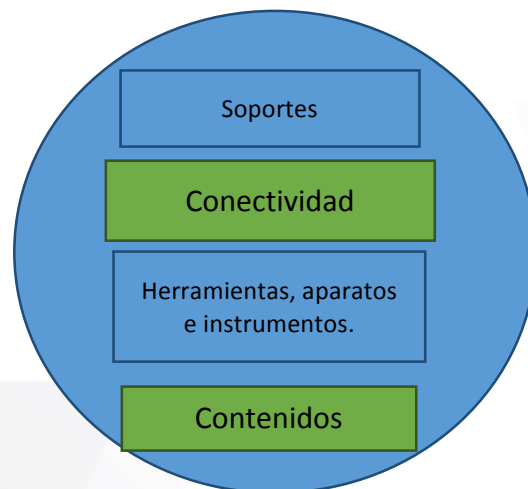 Soportes
Conectividad
Herramientas, aparatos
e instrumentos.
Contenidos